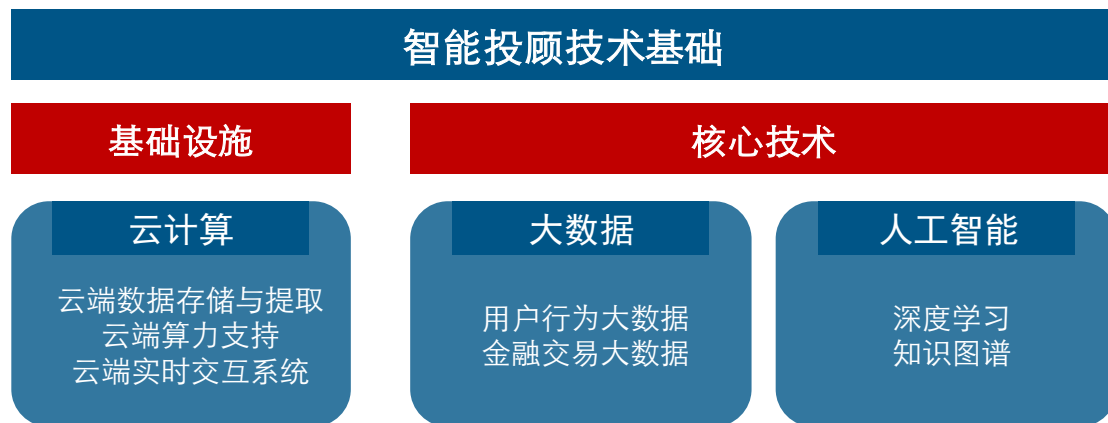 智能投顾技术基础
基础设施
核心技术
云计算
云端数据存储与提取
云端算力支持
云端实时交互系统
大数据
用户行为大数据
金融交易大数据
人工智能
深度学习
知识图谱